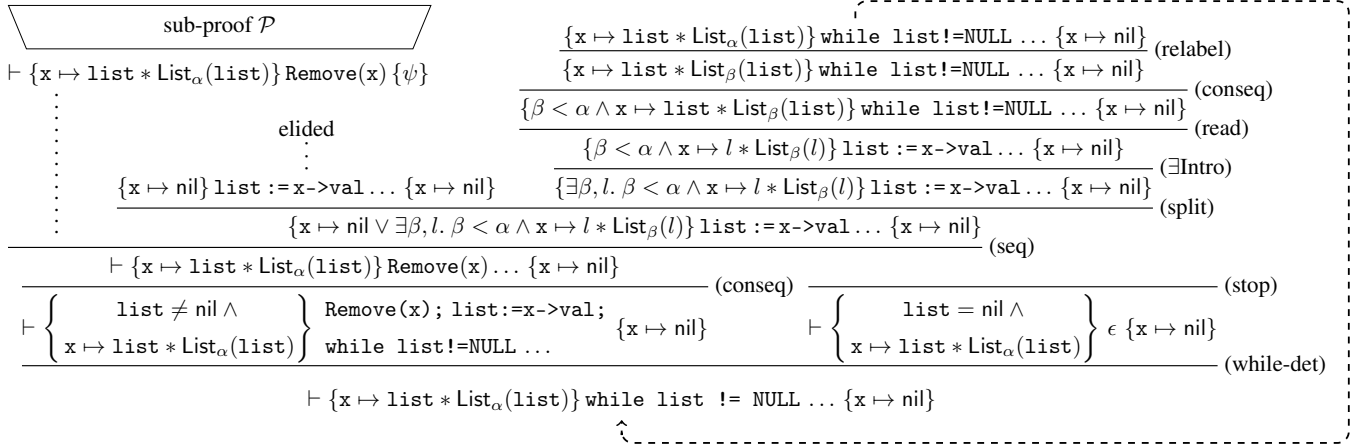 sub-proof 𝒫
{x ↦ list * List_α(list)} while list!=NULL ... {x ↦ nil} (relabel)
⊢ {x ↦ list * List_α(list)} Remove(x) {ψ}
{x ↦ list * List_β(list)} while list!=NULL ... {x ↦ nil} (conseq)
{β < α ∧ x ↦ list * List_β(list)} while list!=NULL ... {x ↦ nil} (read)
elided
{β < α ∧ x ↦ l * List_β(l)} list := x->val ... {x ↦ nil} (∃Intro)
{x ↦ nil} list := x->val ... {x ↦ nil} {∃β, l. β < α ∧ x ↦ l * List_β(l)} list := x->val ... {x ↦ nil} (split)
{x ↦ nil ∨ ∃β, l. β < α ∧ x ↦ l * List_β(l)} list := x->val ... {x ↦ nil} (seq)
⊢ {x ↦ list * List_α(list)} Remove(x) ... {x ↦ nil} (conseq) (stop)
⊢ { list ≠ nil ∧ x ↦ list * List_α(list) } Remove(x); list:=x->val; while list!=NULL ... {x ↦ nil} ⊢ { list = nil ∧ x ↦ list * List_α(list) } ϵ {x ↦ nil} (while-det)
⊢ {x ↦ list * List_α(list)} while list != NULL ... {x ↦ nil}